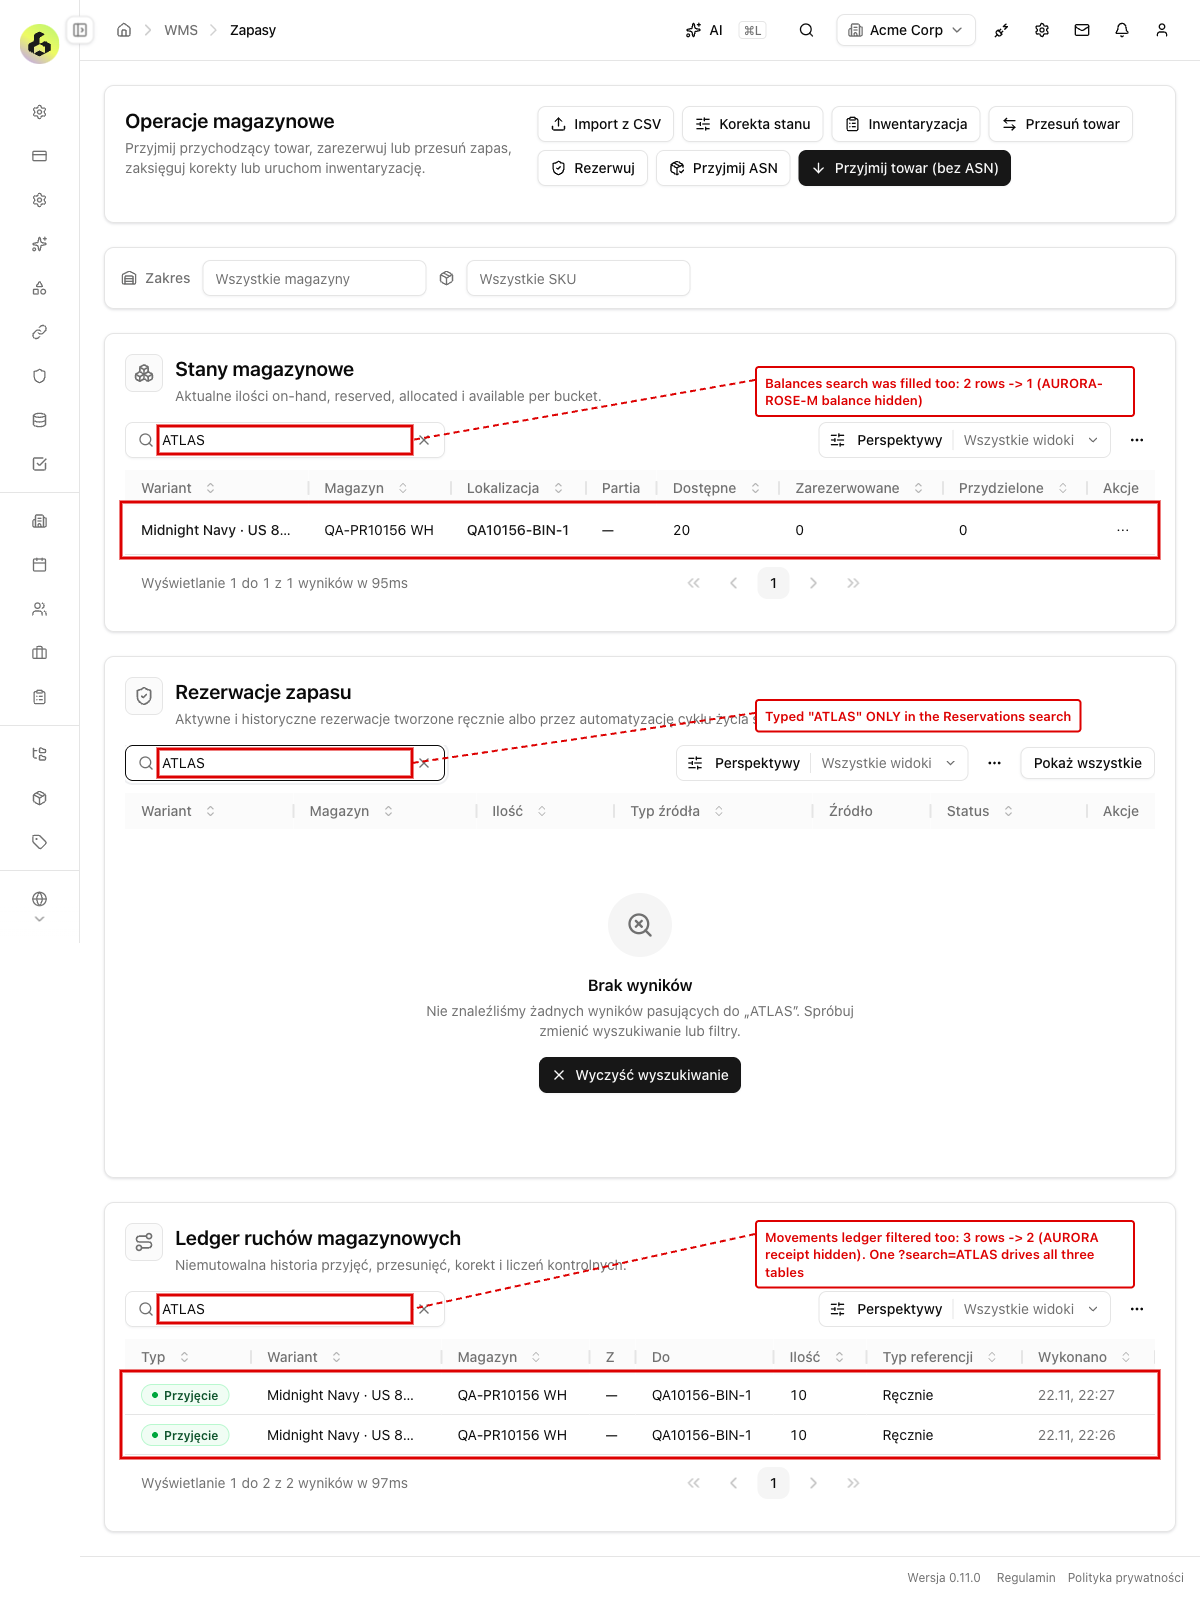 WMS
Zapasy
AI
⌘L
Acme Corp
Operacje magazynowe
Przyjmij przychodzący towar, zarezerwuj lub przesuń zapas,
zaksięguj korekty lub uruchom inwentaryzację.
Import z CSV
Korekta stanu
Inwentaryzacja
Przesuń towar
Rezerwuj
Przyjmij ASN
Przyjmij towar (bez ASN)
Zakres
Wszystkie magazyny
Wszystkie SKU
Stany magazynowe
Aktualne ilości on-hand, reserved, allocated i available per bucket.
Balances search was filled too: 2 rows -> 1 (AURORA-
ROSE-M balance hidden)
ATLAS
Perspektywy
Wszystkie widoki
Wariant Magazyn Lokalizacja Partia Dostępne Zarezerwowane Przydzielone Akcje
Midnight Navy · US 8... QA-PR10156 WH QA10156-BIN-1 — 20 0 0 ...
Wyświetlanie 1 do 1 z 1 wyników w 95ms
1
Rezerwacje zapasu
Aktywne i historyczne rezerwacje tworzone ręcznie albo przez automatyzację cyklu życia
Typed "ATLAS" ONLY in the Reservations search
ATLAS
Perspektywy
Wszystkie widoki
Pokaż wszystkie
Wariant Magazyn Ilość Typ źródła Źródło Status Akcje
Brak wyników
Nie znaleźliśmy żadnych wyników pasujących do „ATLAS”. Spróbuj
zmienić wyszukiwanie lub filtry.
Wyczyść wyszukiwanie
Ledger ruchów magazynowych
Niemutowalna historia przyjęć, przesunięć, korekt i liczeń kontrolnych.
Movements ledger filtered too: 3 rows -> 2 (AURORA
receipt hidden). One ?search=ATLAS drives all three
tables
ATLAS
Perspektywy
Wszystkie widoki
Typ Wariant Magazyn Z Do Ilość Typ referencji Wykonano
Przyjęcie Midnight Navy · US 8... QA-PR10156 WH — QA10156-BIN-1 10 Ręcznie 22.11, 22:27
Przyjęcie Midnight Navy · US 8... QA-PR10156 WH — QA10156-BIN-1 10 Ręcznie 22.11, 22:26
Wyświetlanie 1 do 2 z 2 wyników w 97ms
1
Wersja 0.11.0
Regulamin
Polityka prywatności